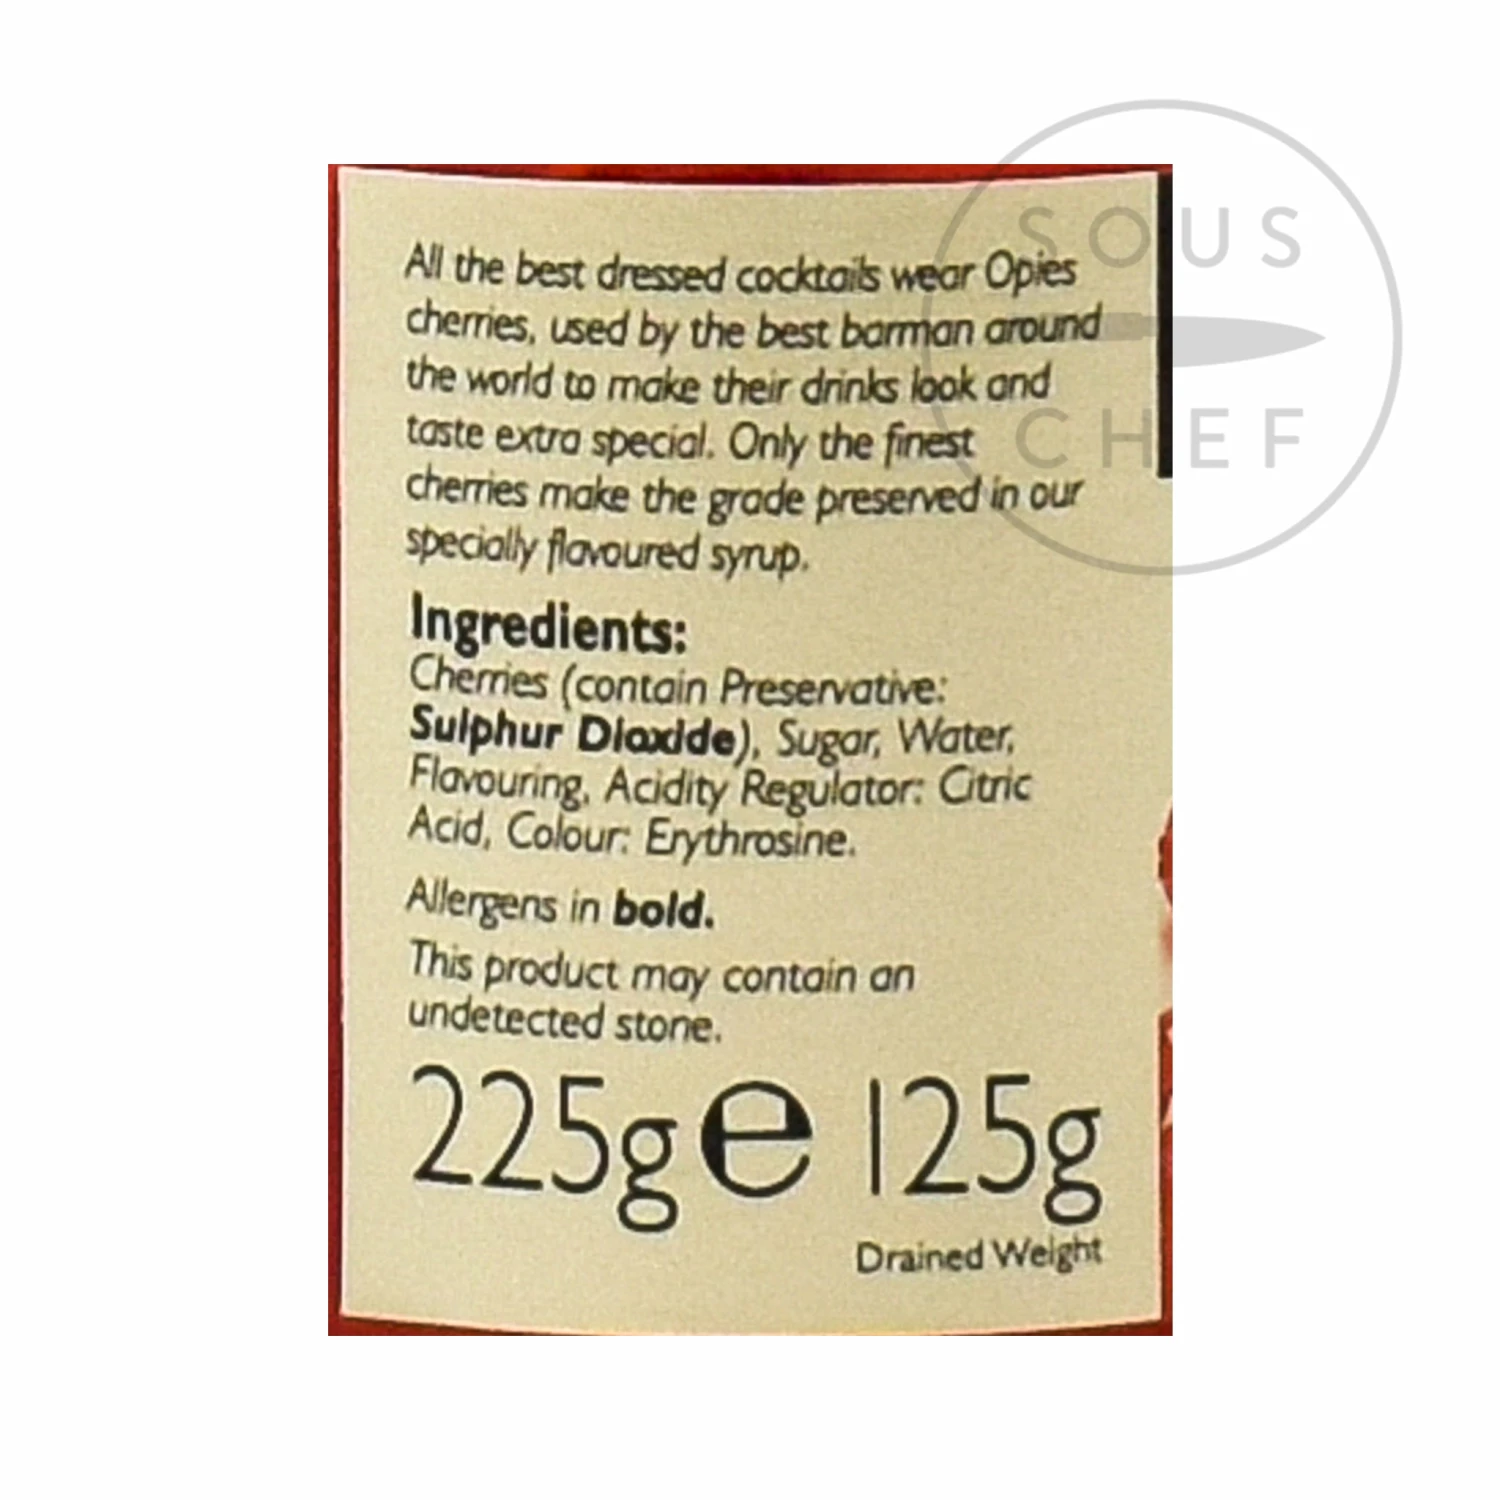 SOUS
CHEF
All the best dressed cocktails wear Opies
cherries, used by the best barman around
the world to make their drinks look and
taste extra special. Only the finest
cherries make the grade preserved in our
specially flavoured syrup.
Ingredients:
Cherries (contain Preservative:
Sulphur Dioxide), Sugar, Water,
Flavouring, Acidity Regulator: Citric
Acid, Colour: Erythrosine.
Allergens in bold.
This product may contain an
undetected stone.
225g e 125g
Drained Weight